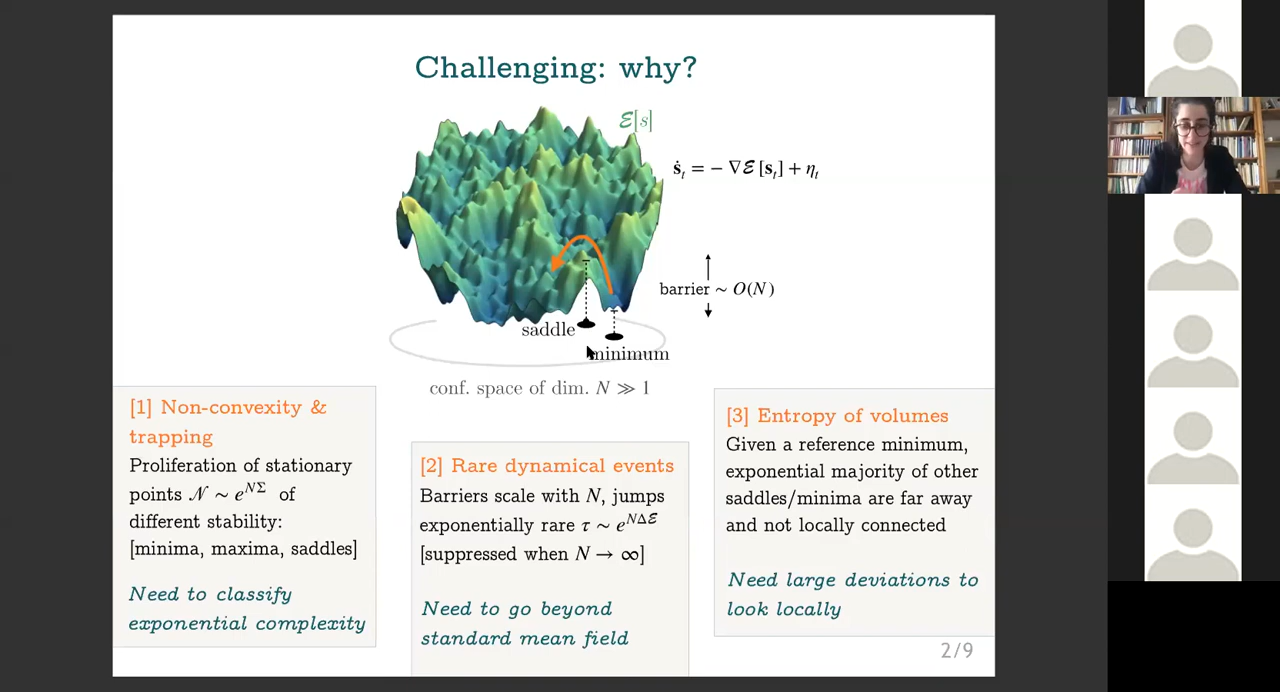 Challenging: why?
ℰ[s]
ṡₜ = − ∇ℰ [sₜ] + ηₜ
barrier ~ O(N)
saddle
minimum
conf. space of dim. N ≫ 1
[1] Non-convexity &
trapping
Proliferation of stationary
points 𝒩 ~ e^{NΣ} of
different stability:
[minima, maxima, saddles]
Need to classify
exponential complexity
[2] Rare dynamical events
Barriers scale with N, jumps
exponentially rare τ ~ e^{NΔℰ}
[suppressed when N → ∞]
Need to go beyond
standard mean field
[3] Entropy of volumes
Given a reference minimum,
exponential majority of other
saddles/minima are far away
and not locally connected
Need large deviations to
look locally
2/9